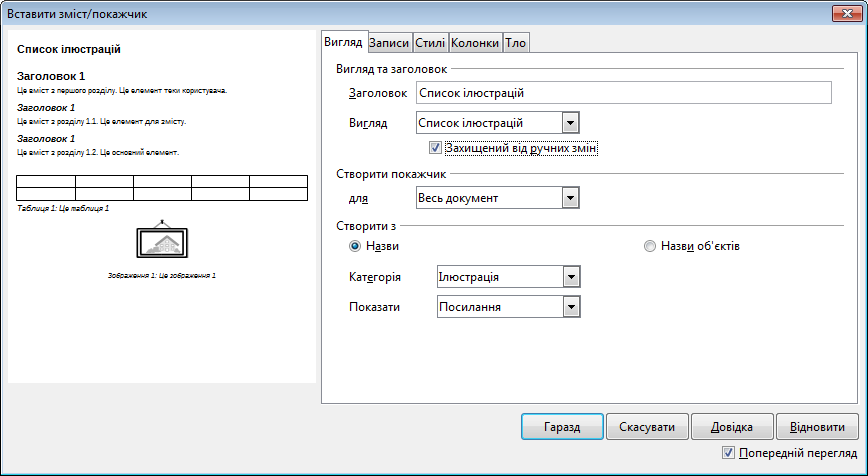 Вставити зміст/покажчик
Список ілюстрацій
Заголовок 1
Це вміст з першого розділу. Це елемент теки користувача.
Заголовок 1
Це вміст з розділу 1.1. Це елемент для змісту.
Заголовок 1
Це вміст з розділу 1.2. Це основний елемент.
Таблиця 1: Це таблиця 1
Зображення 1: Це зображення 1
Вигляд Записи Стилі Колонки Тло
Вигляд та заголовок
Заголовок Список ілюстрацій
Вигляд Список ілюстрацій
Захищений від ручних змін
Створити покажчик
для Весь документ
Створити з
Назви Назви об'єктів
Категорія Ілюстрація
Показати Посилання
Гаразд Скасувати Довідка Відновити
Попередній перегляд